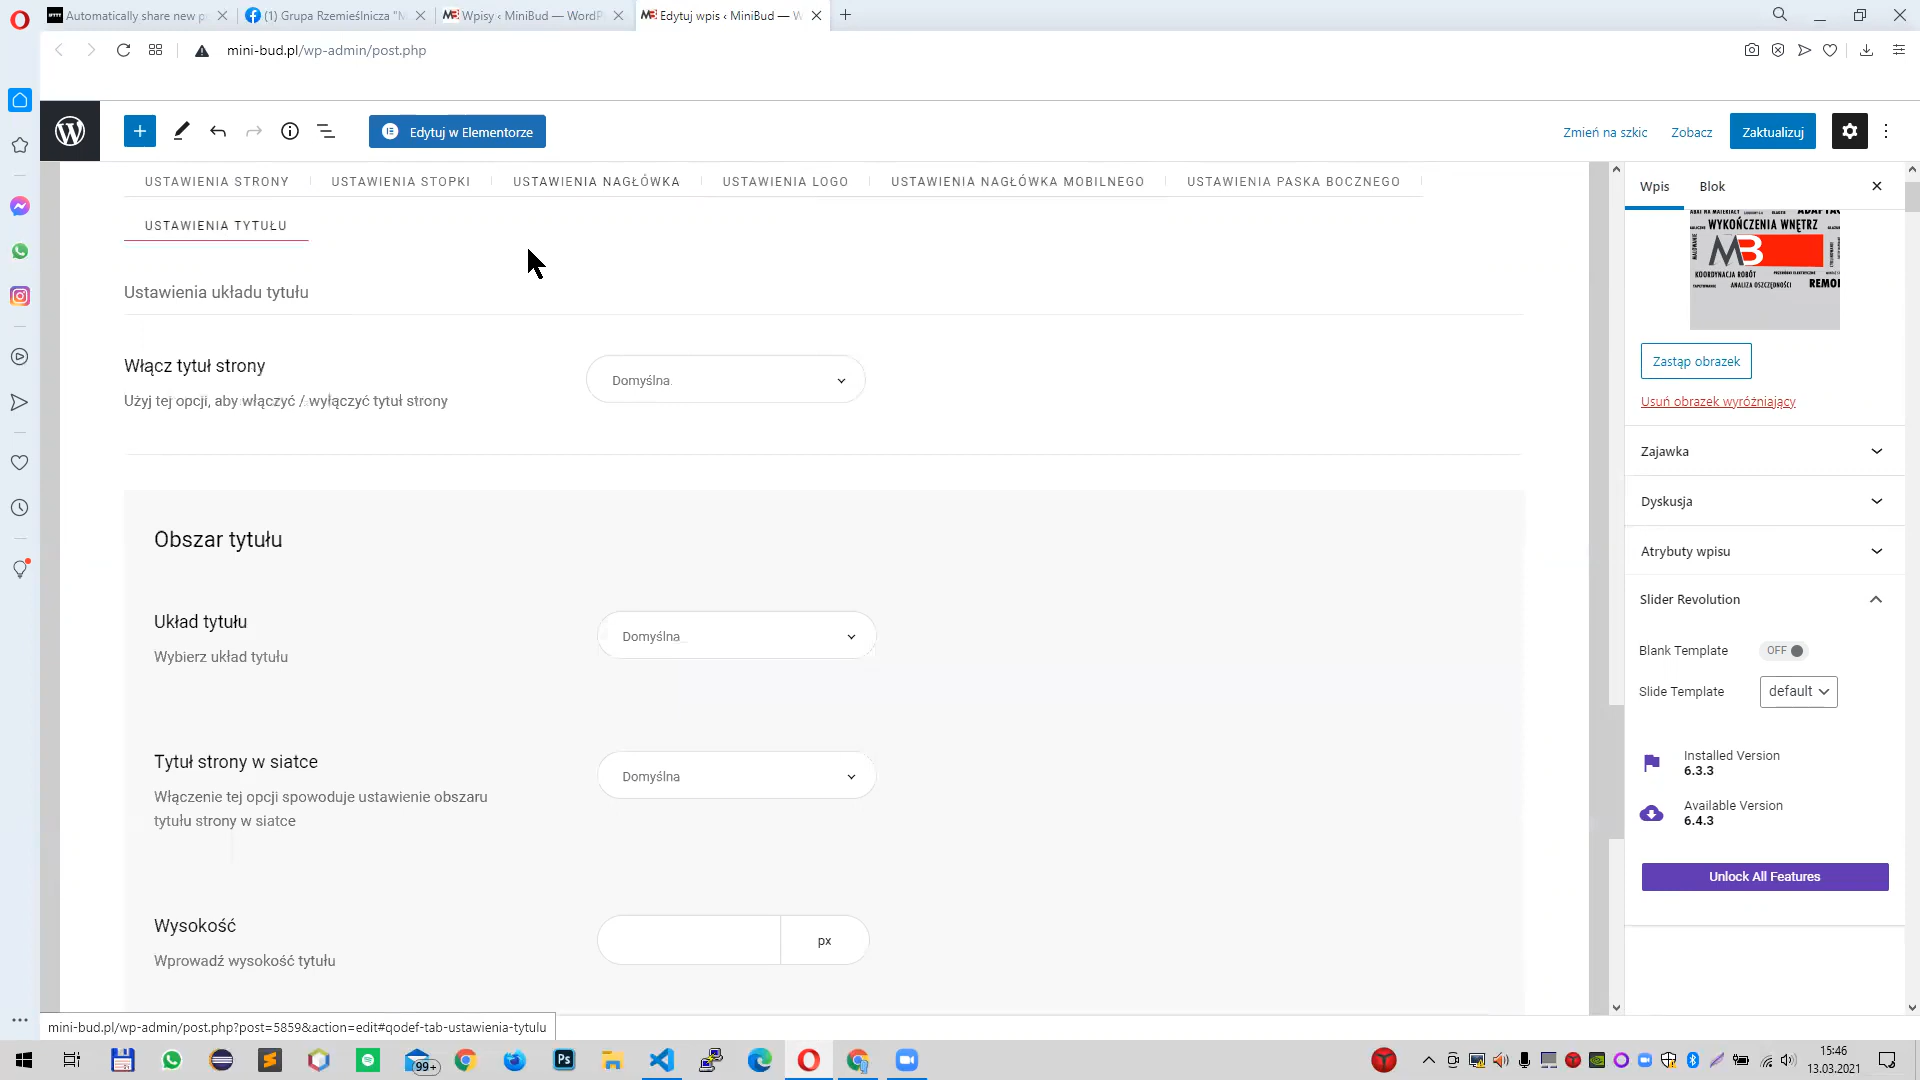 Automatically share new p
(1) Grupa Rzemieślnicza "M
Wpisy ‹ MiniBud — WordP
Edytuj wpis ‹ MiniBud — W
mini-bud.pl/wp-admin/post.php
Edytuj w Elementorze
Zmień na szkic
Zobacz
Zaktualizuj
USTAWIENIA STRONY
USTAWIENIA STOPKI
USTAWIENIA NAGŁÓWKA
USTAWIENIA LOGO
USTAWIENIA NAGŁÓWKA MOBILNEGO
USTAWIENIA PASKA BOCZNEGO
USTAWIENIA TYTUŁU
Ustawienia układu tytułu
Włącz tytuł strony
Domyślna
Użyj tej opcji, aby włączyć / wyłączyć tytuł strony
Obszar tytułu
Układ tytułu
Domyślna
Wybierz układ tytułu
Tytuł strony w siatce
Domyślna
Włączenie tej opcji spowoduje ustawienie obszaru
tytułu strony w siatce
Wysokość
px
Wprowadź wysokość tytułu
Wpis
Blok
WYKOŃCZENIA WNĘTRZ
MB
KOORDYNACJA ROBÓT
ANALIZA OSZCZĘDNOŚCI
REMO
Zastąp obrazek
Usuń obrazek wyróżniający
Zajawka
Dyskusja
Atrybuty wpisu
Slider Revolution
Blank Template
OFF
Slide Template
default
Installed Version
6.3.3
Available Version
6.4.3
Unlock All Features
mini-bud.pl/wp-admin/post.php?post=5859&action=edit#qodef-tab-ustawienia-tytulu
99+
Ps
15:46
13.03.2021